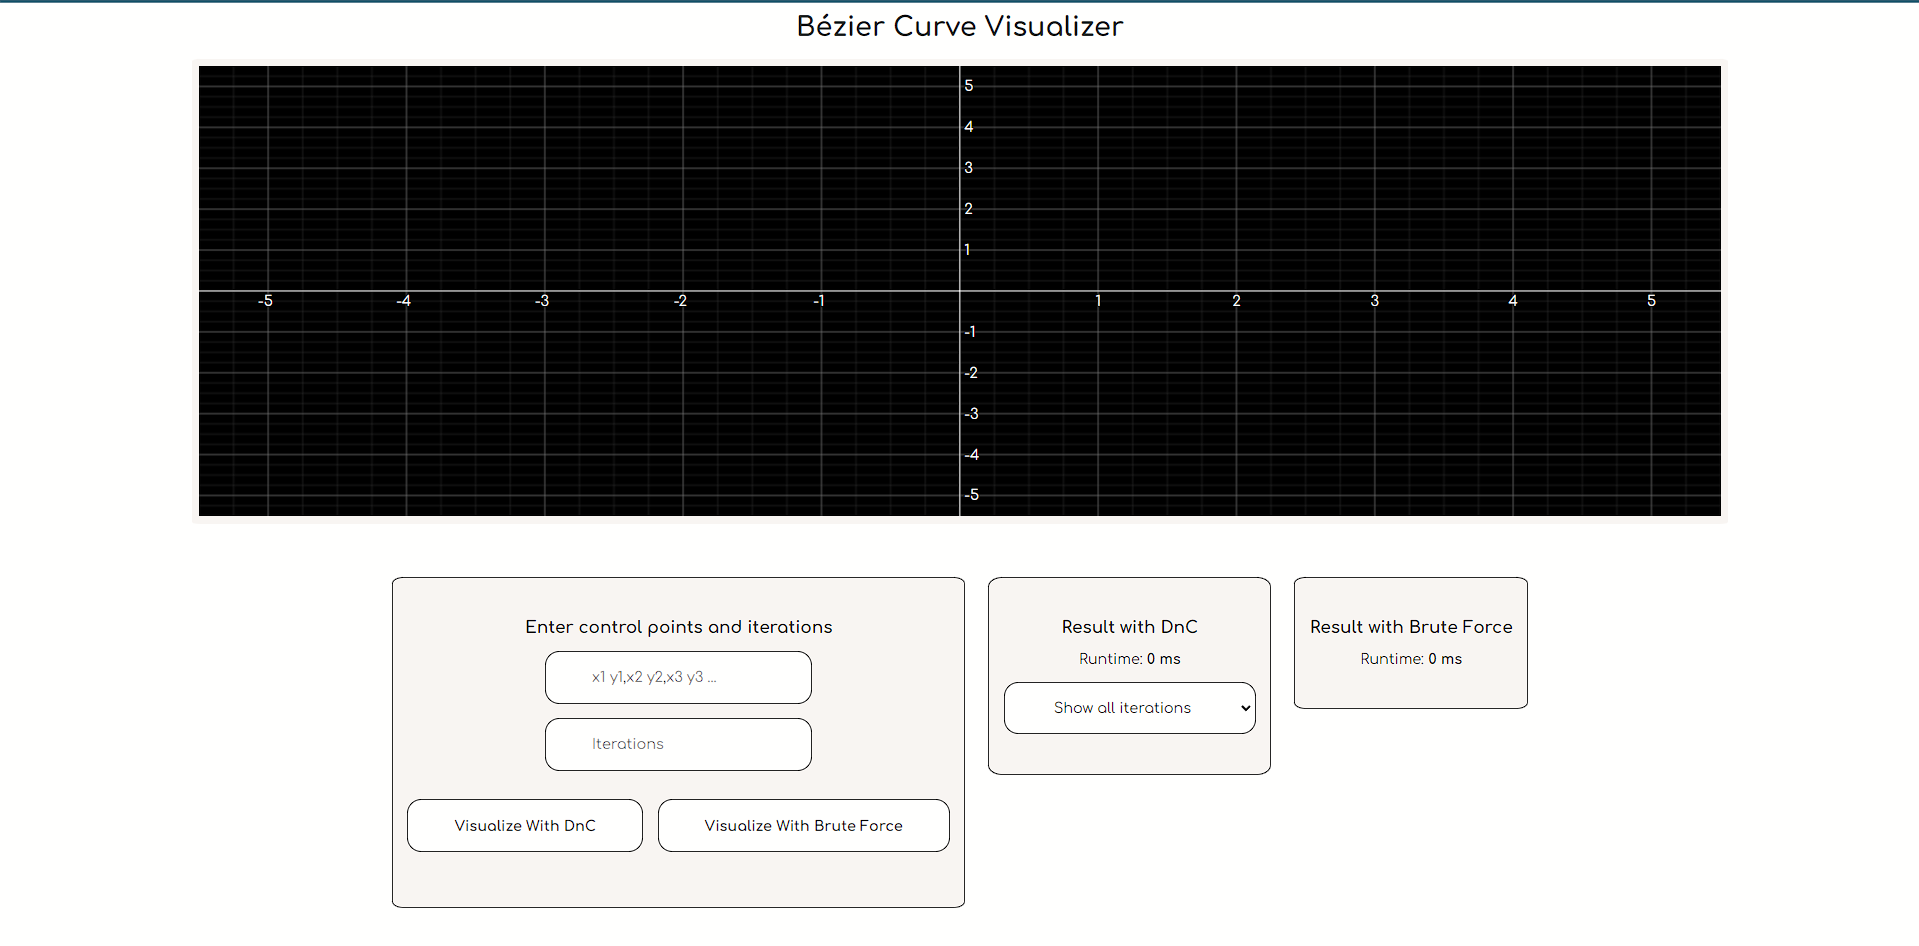 Bézier Curve Visualizer
5
4
3
2
1
-5 -4 -3 -2 -1 1 2 3 4 5
-1
-2
-3
-4
-5
Enter control points and iterations
x1 y1,x2 y2,x3 y3 ...
Iterations
Visualize With DnC
Visualize With Brute Force
Result with DnC
Runtime: 0 ms
Show all iterations
Result with Brute Force
Runtime: 0 ms